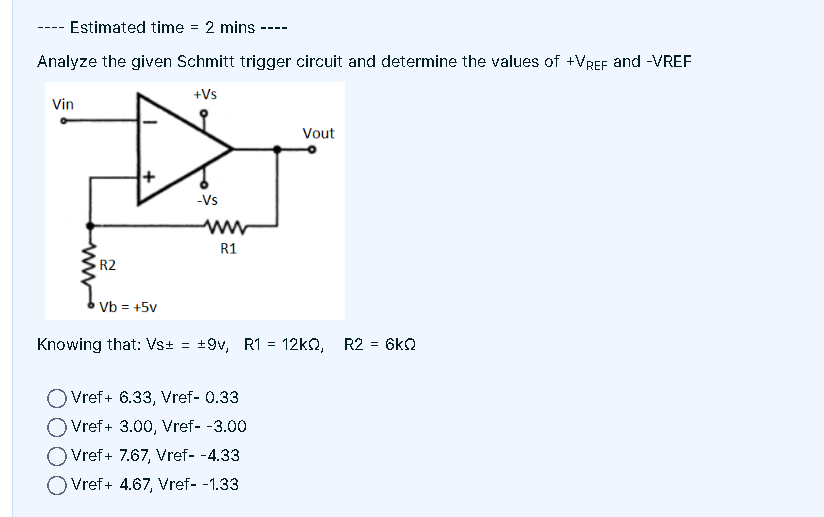 ---- Estimated time = 2 mins ----
Analyze the given Schmitt trigger circuit and determine the values of +VREF and -VREF
+Vs
Vin
Vout
−
+
-Vs
R1
R2
Vb = +5v
Knowing that: Vs± = ±9v, R1 = 12kΩ, R2 = 6kΩ
Vref+ 6.33, Vref- 0.33
Vref+ 3.00, Vref- -3.00
Vref+ 7.67, Vref- -4.33
Vref+ 4.67, Vref- -1.33